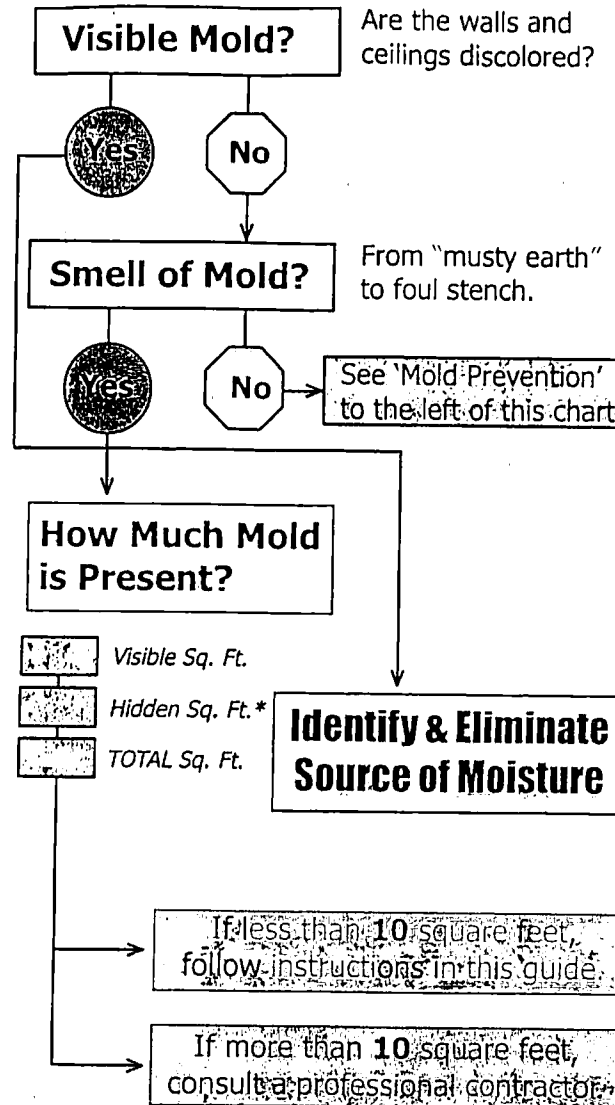 Visible Mold?
Are the walls and
ceilings discolored?
Yes
No
Smell of Mold?
From "musty earth"
to foul stench.
Yes
No
See 'Mold Prevention'
to the left of this chart
How Much Mold
is Present?
Visible Sq. Ft.
Hidden Sq. Ft.*
TOTAL Sq. Ft.
Identify & Eliminate
Source of Moisture
If less than 10 square feet,
follow instructions in this guide.
If more than 10 square feet,
consult a professional contractor.